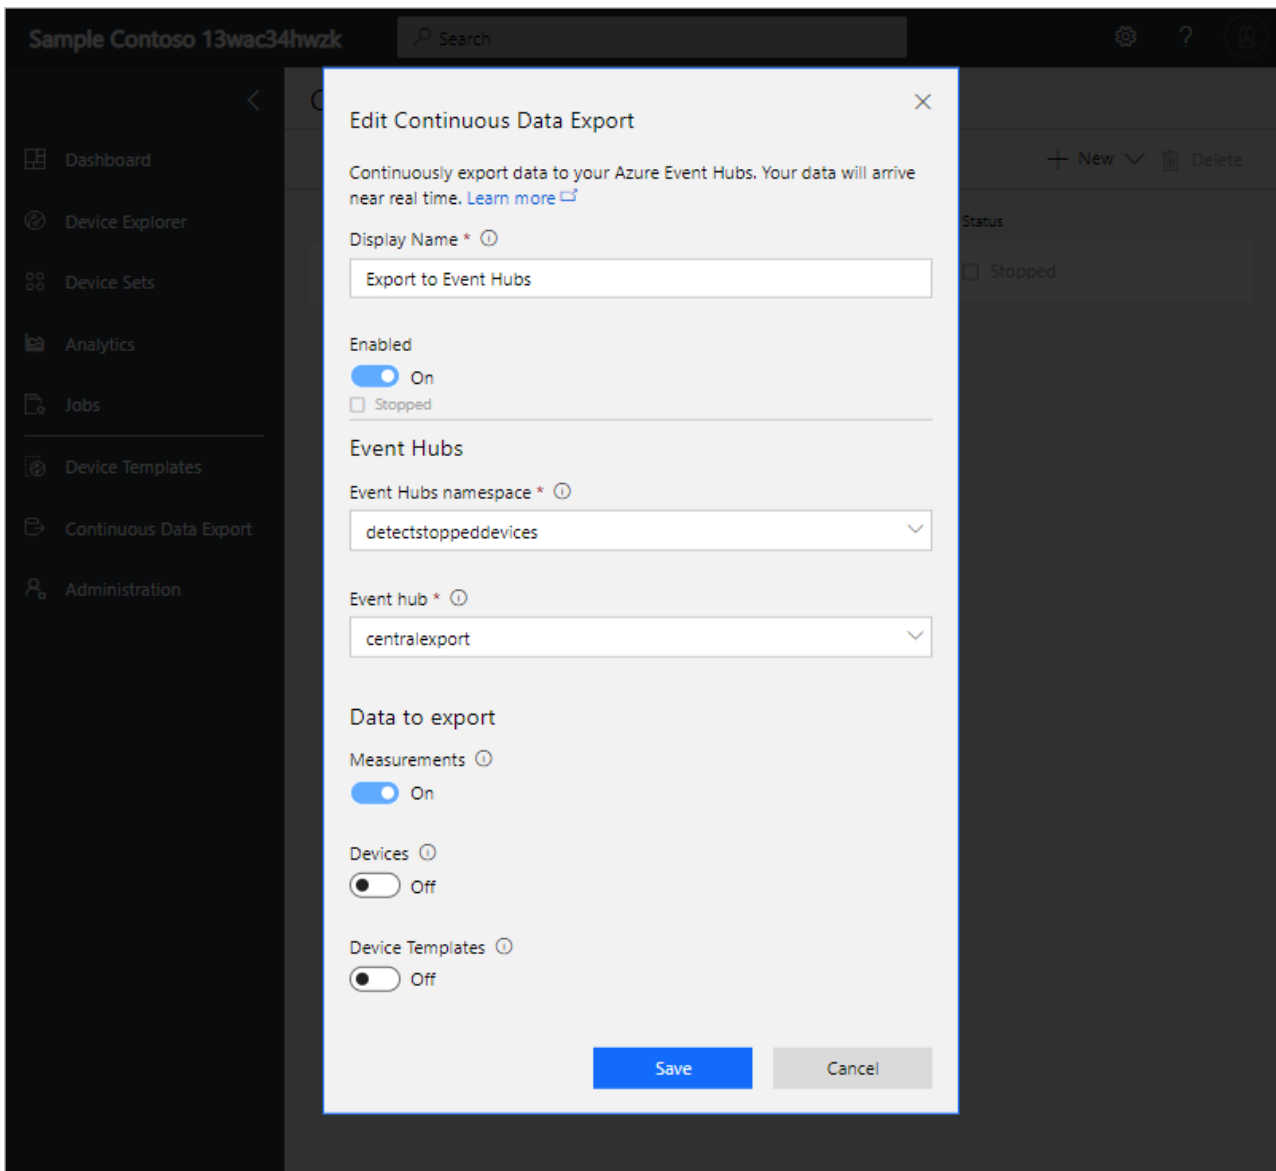 Sample Contoso 13wac34hwzk
Search
?
Dashboard
Device Explorer
Device Sets
Analytics
Jobs
Device Templates
Continuous Data Export
Administration
New
Delete
Status
Stopped
Edit Continuous Data Export
Continuously export data to your Azure Event Hubs. Your data will arrive
near real time. Learn more
Display Name *
Export to Event Hubs
Enabled
On
Stopped
Event Hubs
Event Hubs namespace *
detectstoppeddevices
Event hub *
centralexport
Data to export
Measurements
On
Devices
Off
Device Templates
Off
Save
Cancel